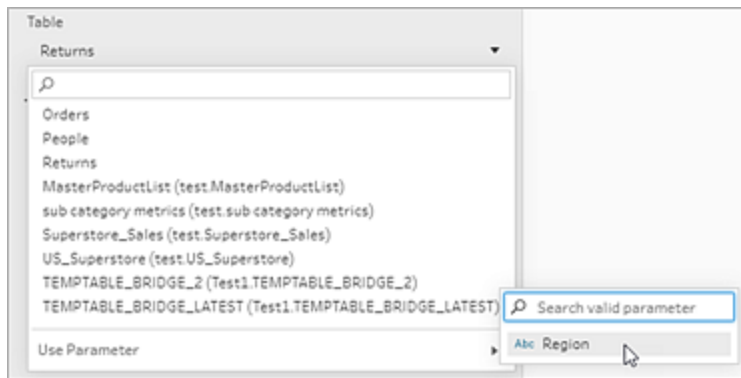 Table
Returns
Orders
People
Returns
MasterProductList (test.MasterProductList)
sub category metrics (test.sub category metrics)
Superstore_Sales (test.Superstore_Sales)
US_Superstore (test.US_Superstore)
TEMPTABLE_BRIDGE_2 (Test1.TEMPTABLE_BRIDGE_2)
TEMPTABLE_BRIDGE_LATEST (Test1.TEMPTABLE_BRIDGE_LATEST)
Search valid parameter
Use Parameter
Abc Region